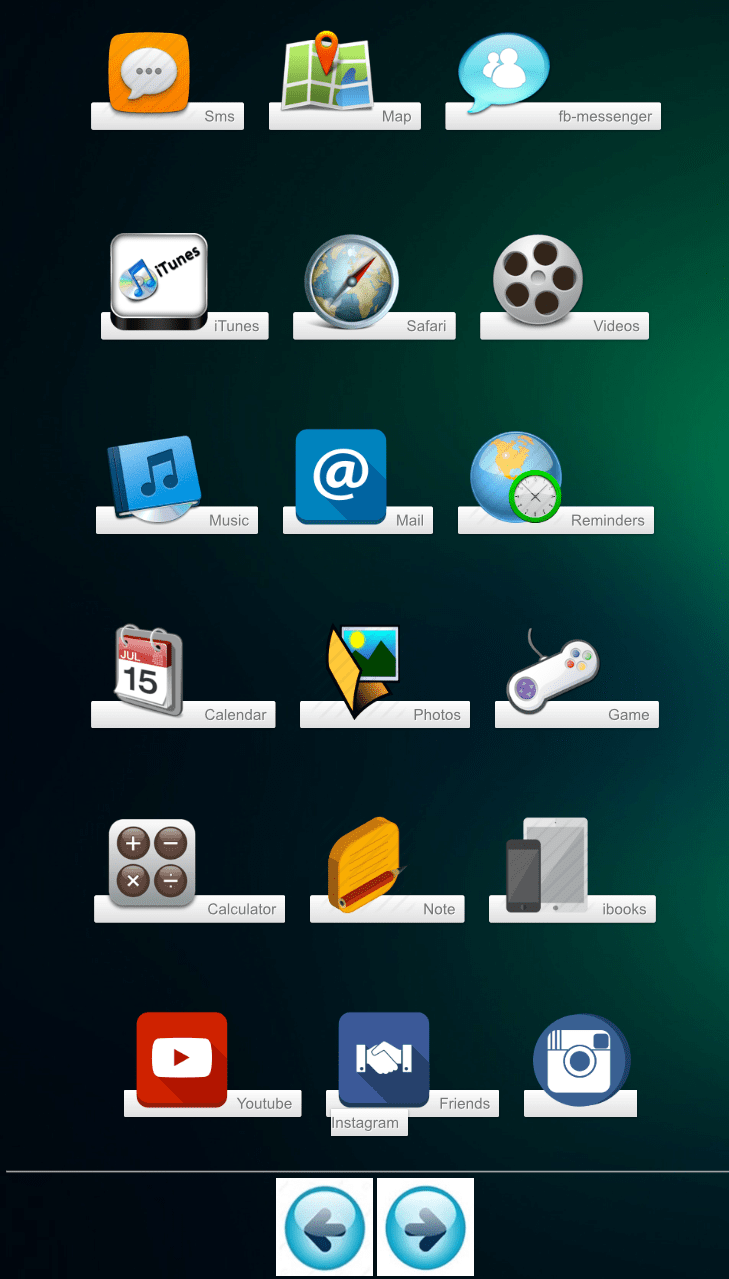 Sms
Map
fb-messenger
iTunes
iTunes
Safari
Videos
Music
@
Mail
Reminders
JUL
15
Calendar
Photos
Game
+ −
× ÷
Calculator
Note
ibooks
Youtube
Friends
Instagram